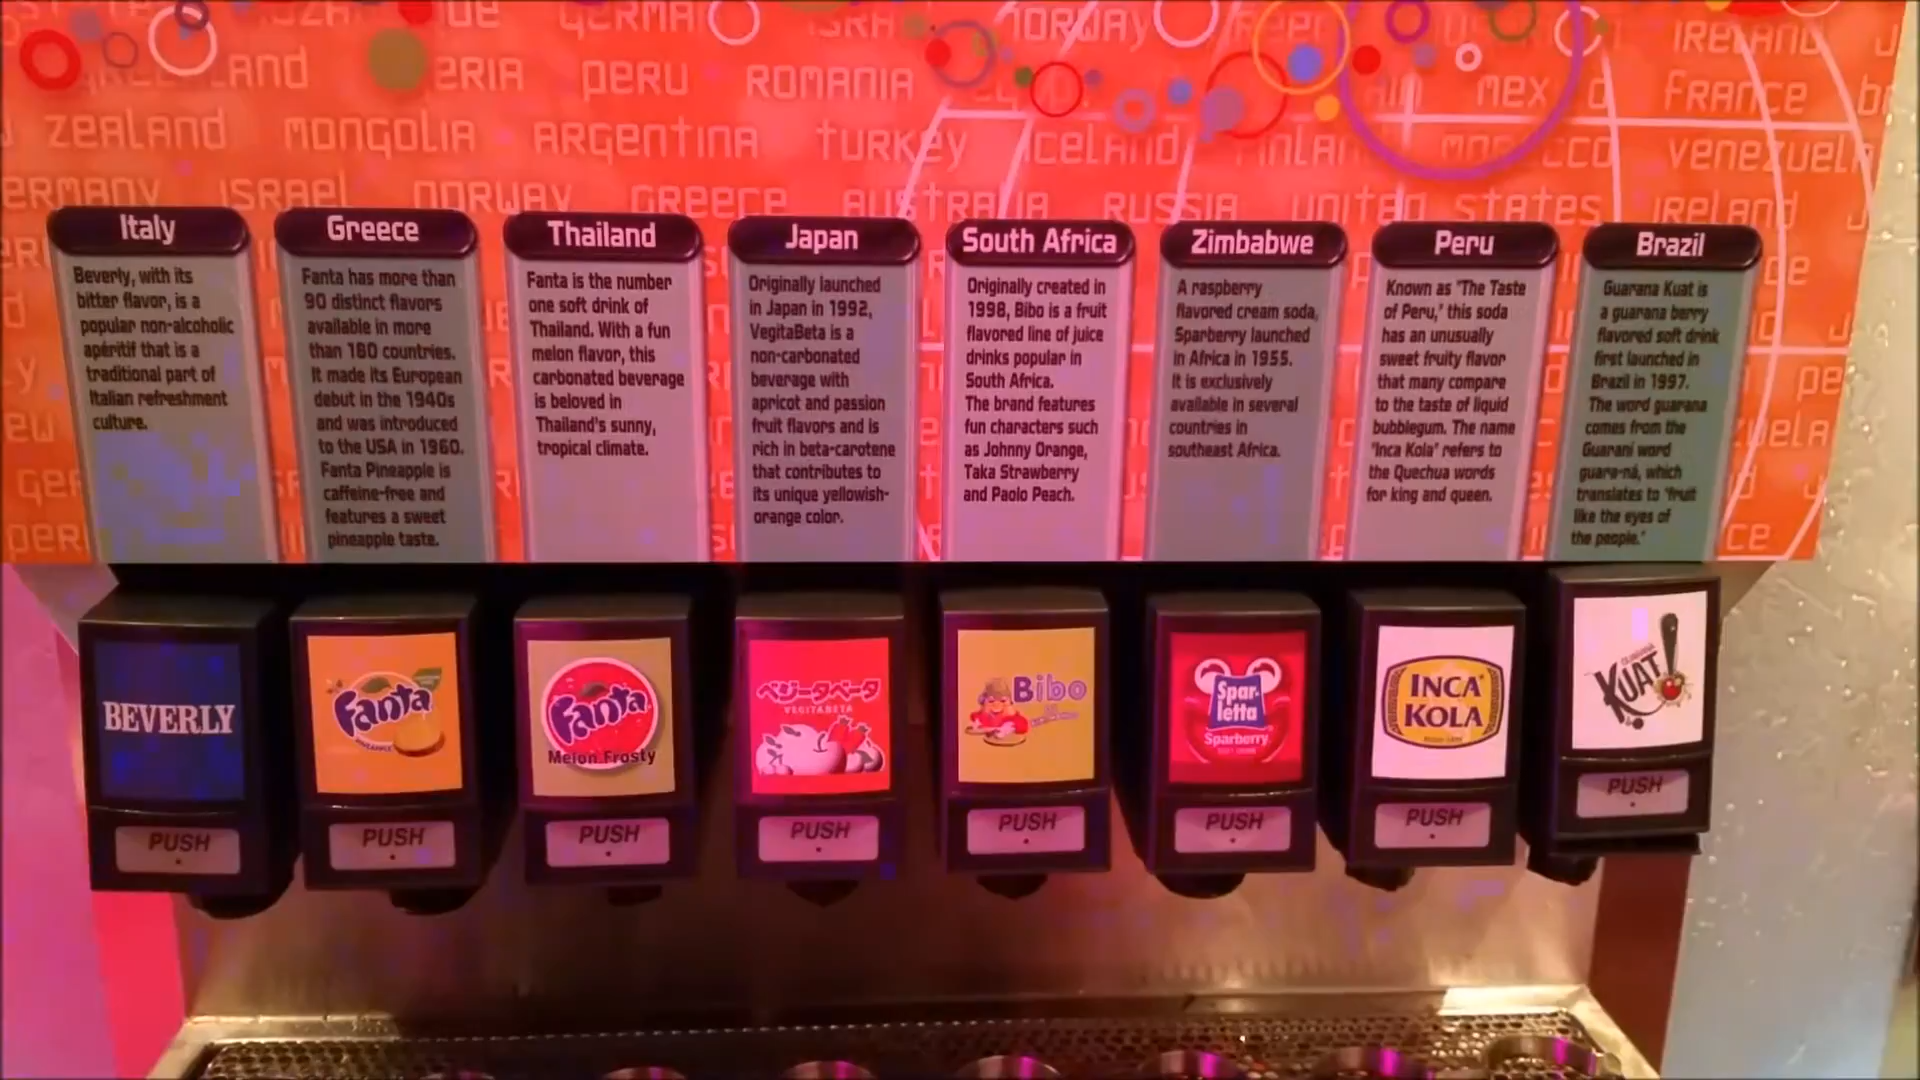 GERMA
ISRA
NORWAY
IRELAND
AND
ERIA
PERU
ROMANIA
MEX
FRANCE
ZEALAND
MONGOLIA
ARGENTINA
TURKEY
ICELAND
VENEZUELA
GERMANY
ISRAEL
NORWAY
GREECE
AUSTRALIA
RUSSIA
UNITED STATES
IRELAND
Italy
Beverly, with its
bitter flavor, is a
popular non-alcoholic
apéritif that is a
traditional part of
Italian refreshment
culture.
Greece
Fanta has more than
90 distinct flavors
available in more
than 180 countries.
It made its European
debut in the 1940s
and was introduced
to the USA in 1960.
Fanta Pineapple is
caffeine-free and
features a sweet
pineapple taste.
Thailand
Fanta is the number
one soft drink of
Thailand. With a fun
melon flavor, this
carbonated beverage
is beloved in
Thailand's sunny,
tropical climate.
Japan
Originally launched
in Japan in 1992,
VegitaBeta is a
non-carbonated
beverage with
apricot and passion
fruit flavors and is
rich in beta-carotene
that contributes to
its unique yellowish-
orange color.
South Africa
Originally created in
1998, Bibo is a fruit
flavored line of juice
drinks popular in
South Africa.
The brand features
fun characters such
as Johnny Orange,
Taka Strawberry
and Paolo Peach.
Zimbabwe
A raspberry
flavored cream soda,
Sparberry launched
in Africa in 1955.
It is exclusively
available in several
countries in
southeast Africa.
Peru
Known as "The Taste
of Peru," this soda
has an unusually
sweet fruity flavor
that many compare
to the taste of liquid
bubblegum. The name
"Inca Kola" refers to
the Quechua words
for king and queen.
Brazil
Guarana Kuat is
a guarana berry
flavored soft drink
first launched in
Brazil in 1997.
The word guarana
comes from the
Guaraní word
guara-ná, which
translates to "fruit
like the eyes of
the people."
BEVERLY
PUSH
Fanta
PINEAPPLE
PUSH
Fanta
Melon Frosty
PUSH
ベジータベータ
VEGITABETA
PUSH
Bibo
PUSH
Spar-
letta
Sparberry
PUSH
INCA
KOLA
PUSH
KUAT!
PUSH